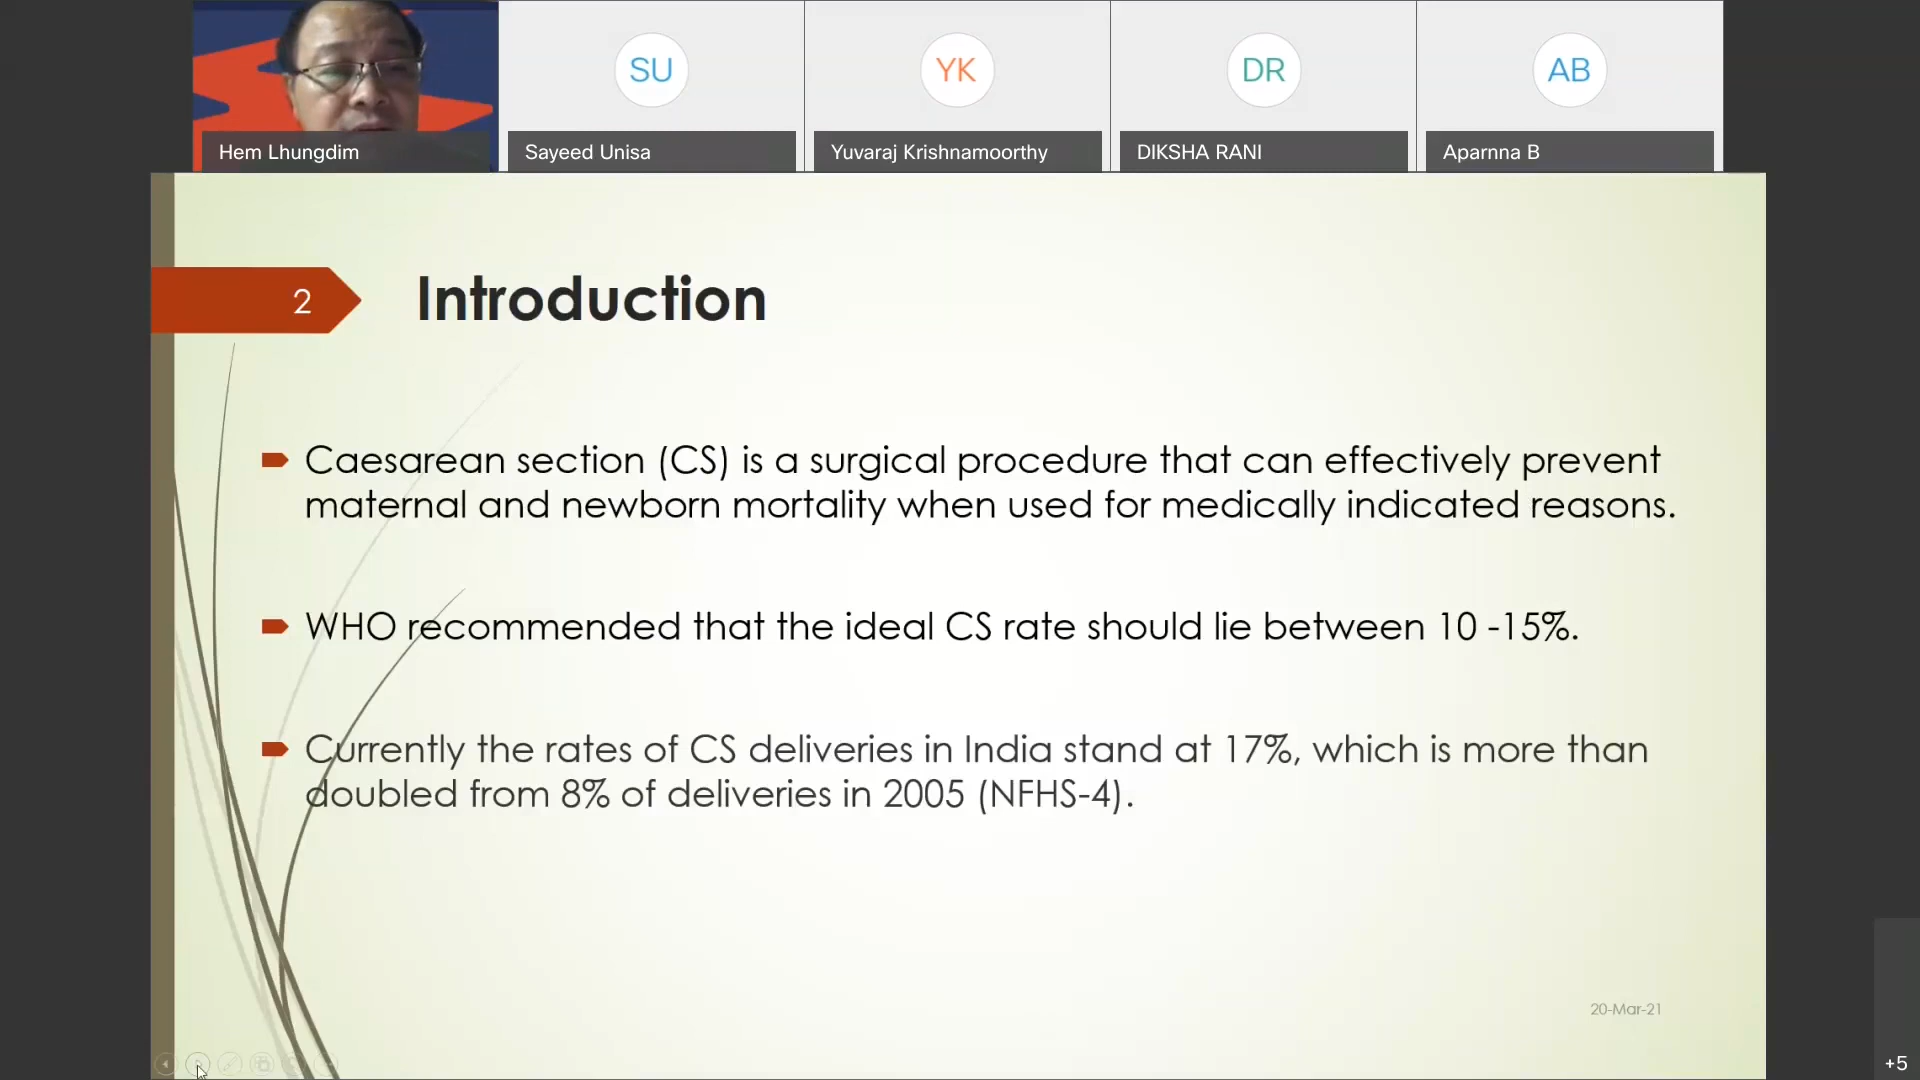 Hem Lhungdim
SU
Sayeed Unisa
YK
Yuvaraj Krishnamoorthy
DR
DIKSHA RANI
AB
Aparnna B
2
Introduction
Caesarean section (CS) is a surgical procedure that can effectively prevent
maternal and newborn mortality when used for medically indicated reasons.
WHO recommended that the ideal CS rate should lie between 10 -15%.
Currently the rates of CS deliveries in India stand at 17%, which is more than
doubled from 8% of deliveries in 2005 (NFHS-4).
20-Mar-21
+5